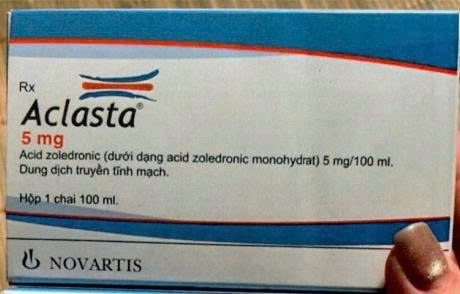 Rx
Aclasta®
5 mg
Acid zoledronic (dưới dạng acid zoledronic monohydrat) 5 mg/100 ml.
Dung dịch truyền tĩnh mạch.
Hộp 1 chai 100 ml.
NOVARTIS